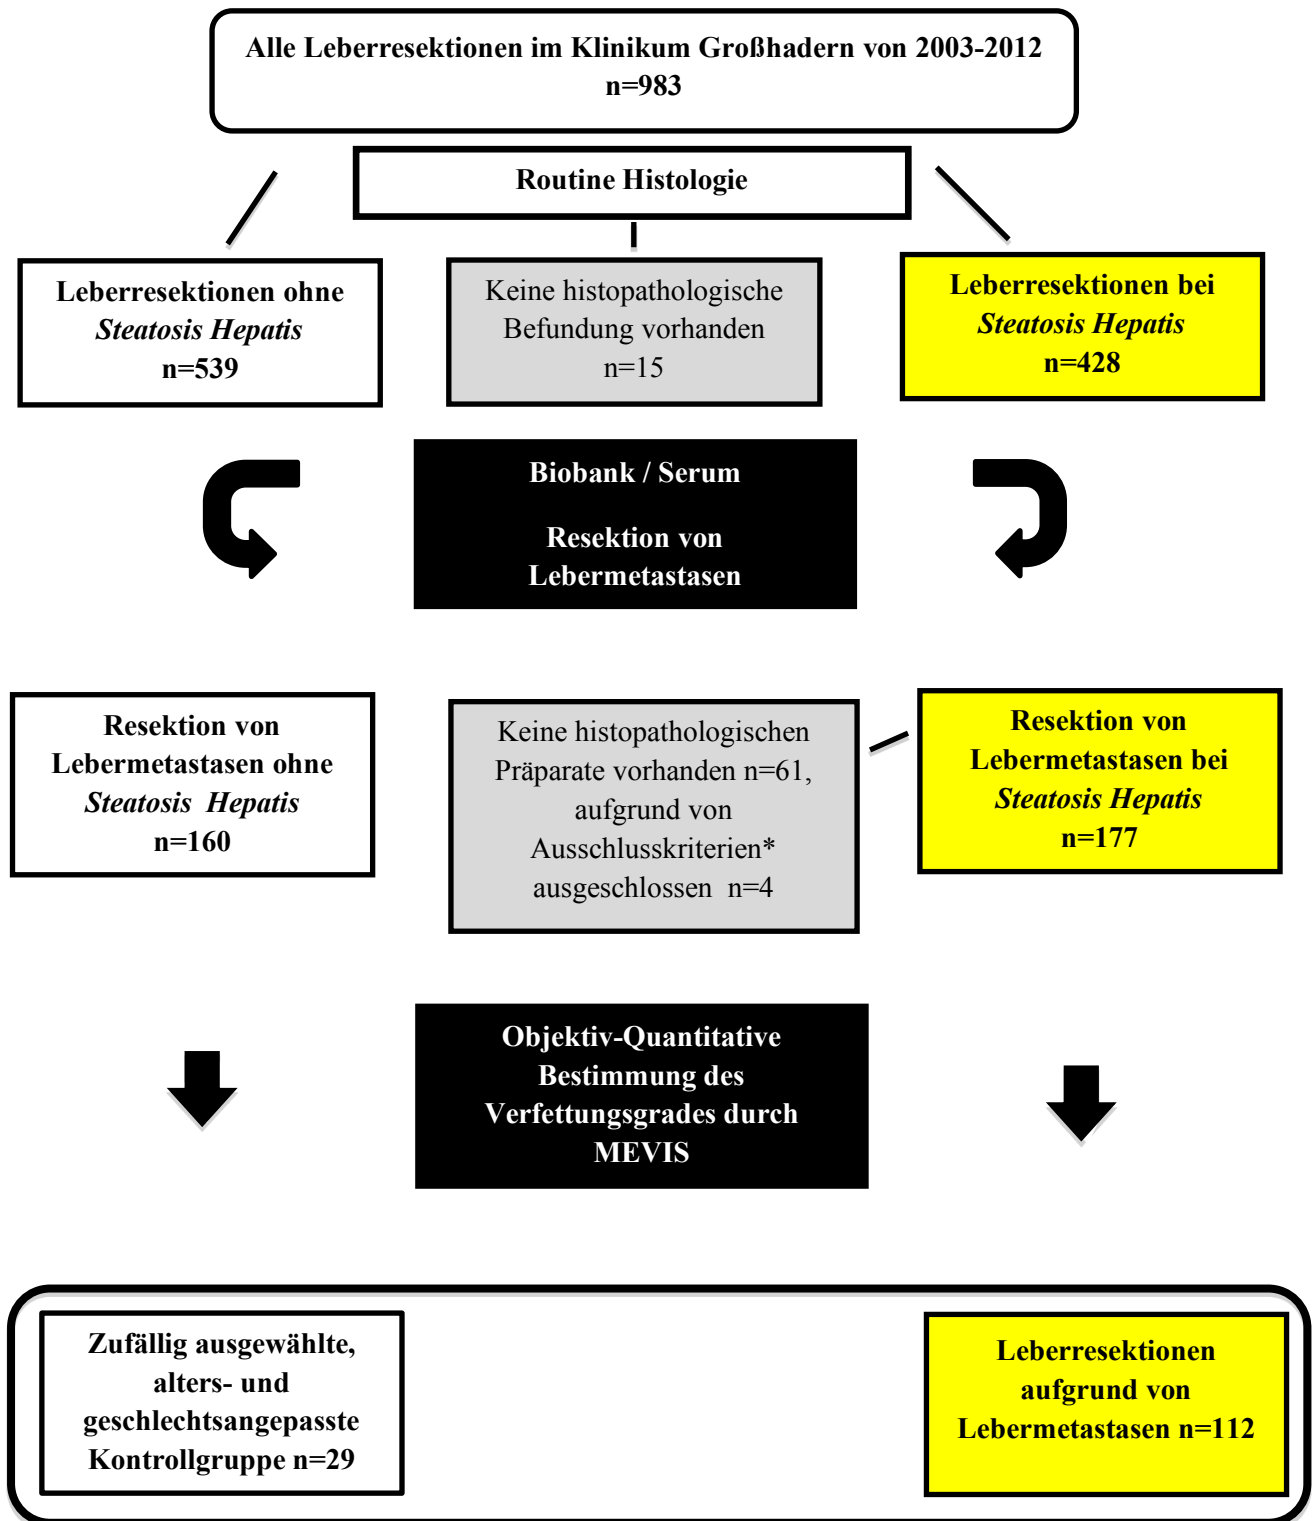 Alle Leberresektionen im Klinikum Großhadern von 2003-2012
n=983
Routine Histologie
Leberresektionen ohne
Steatosis Hepatis
n=539
Keine histopathologische
Befundung vorhanden
n=15
Leberresektionen bei
Steatosis Hepatis
n=428
Biobank / Serum
Resektion von
Lebermetastasen
Resektion von
Lebermetastasen ohne
Steatosis Hepatis
n=160
Keine histopathologischen
Präparate vorhanden n=61,
aufgrund von
Ausschlusskriterien*
ausgeschlossen n=4
Resektion von
Lebermetastasen bei
Steatosis Hepatis
n=177
Objektiv-Quantitative
Bestimmung des
Verfettungsgrades durch
MEVIS
Zufällig ausgewählte,
alters- und
geschlechtsangepasste
Kontrollgruppe n=29
Leberresektionen
aufgrund von
Lebermetastasen n=112